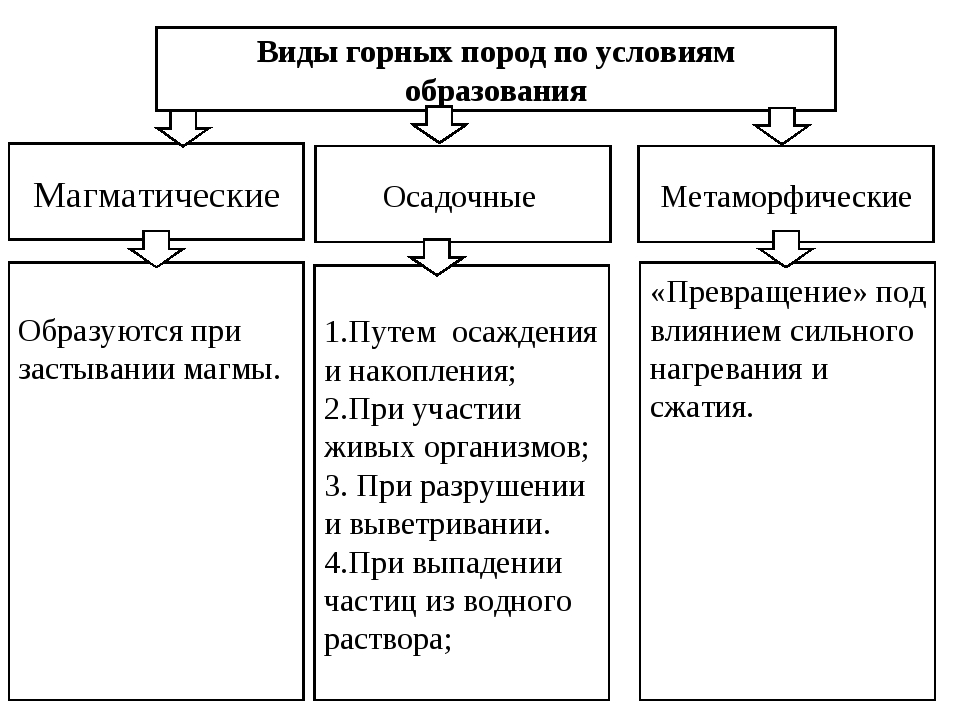 Виды горных пород по условиям
образования
Магматические
Осадочные
Метаморфические
Образуются при
застывании магмы.
1.Путем  осаждения
и накопления;
2.При участии
живых организмов;
3. При разрушении
и выветривании.
4.При выпадении
частиц из водного
раствора;
«Превращение» под
влиянием сильного
нагревания и
сжатия.